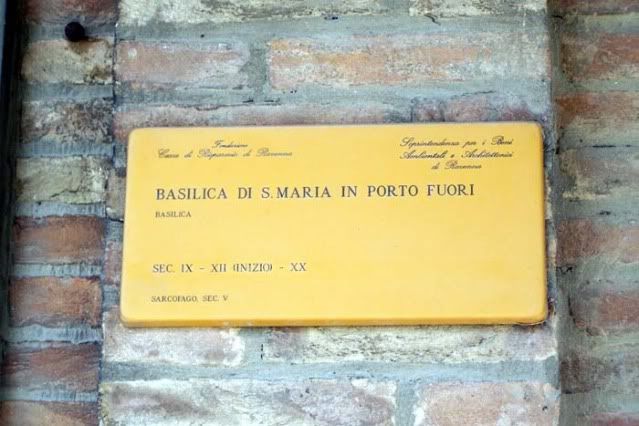 Fondazione
Cassa di Risparmio di Ravenna
Soprintendenza per i Beni
Ambientali e Architettonici
di Ravenna
BASILICA DI S.MARIA IN PORTO FUORI
BASILICA
SEC. IX - XII (INIZIO) - XX
SARCOFAGO, SEC. V